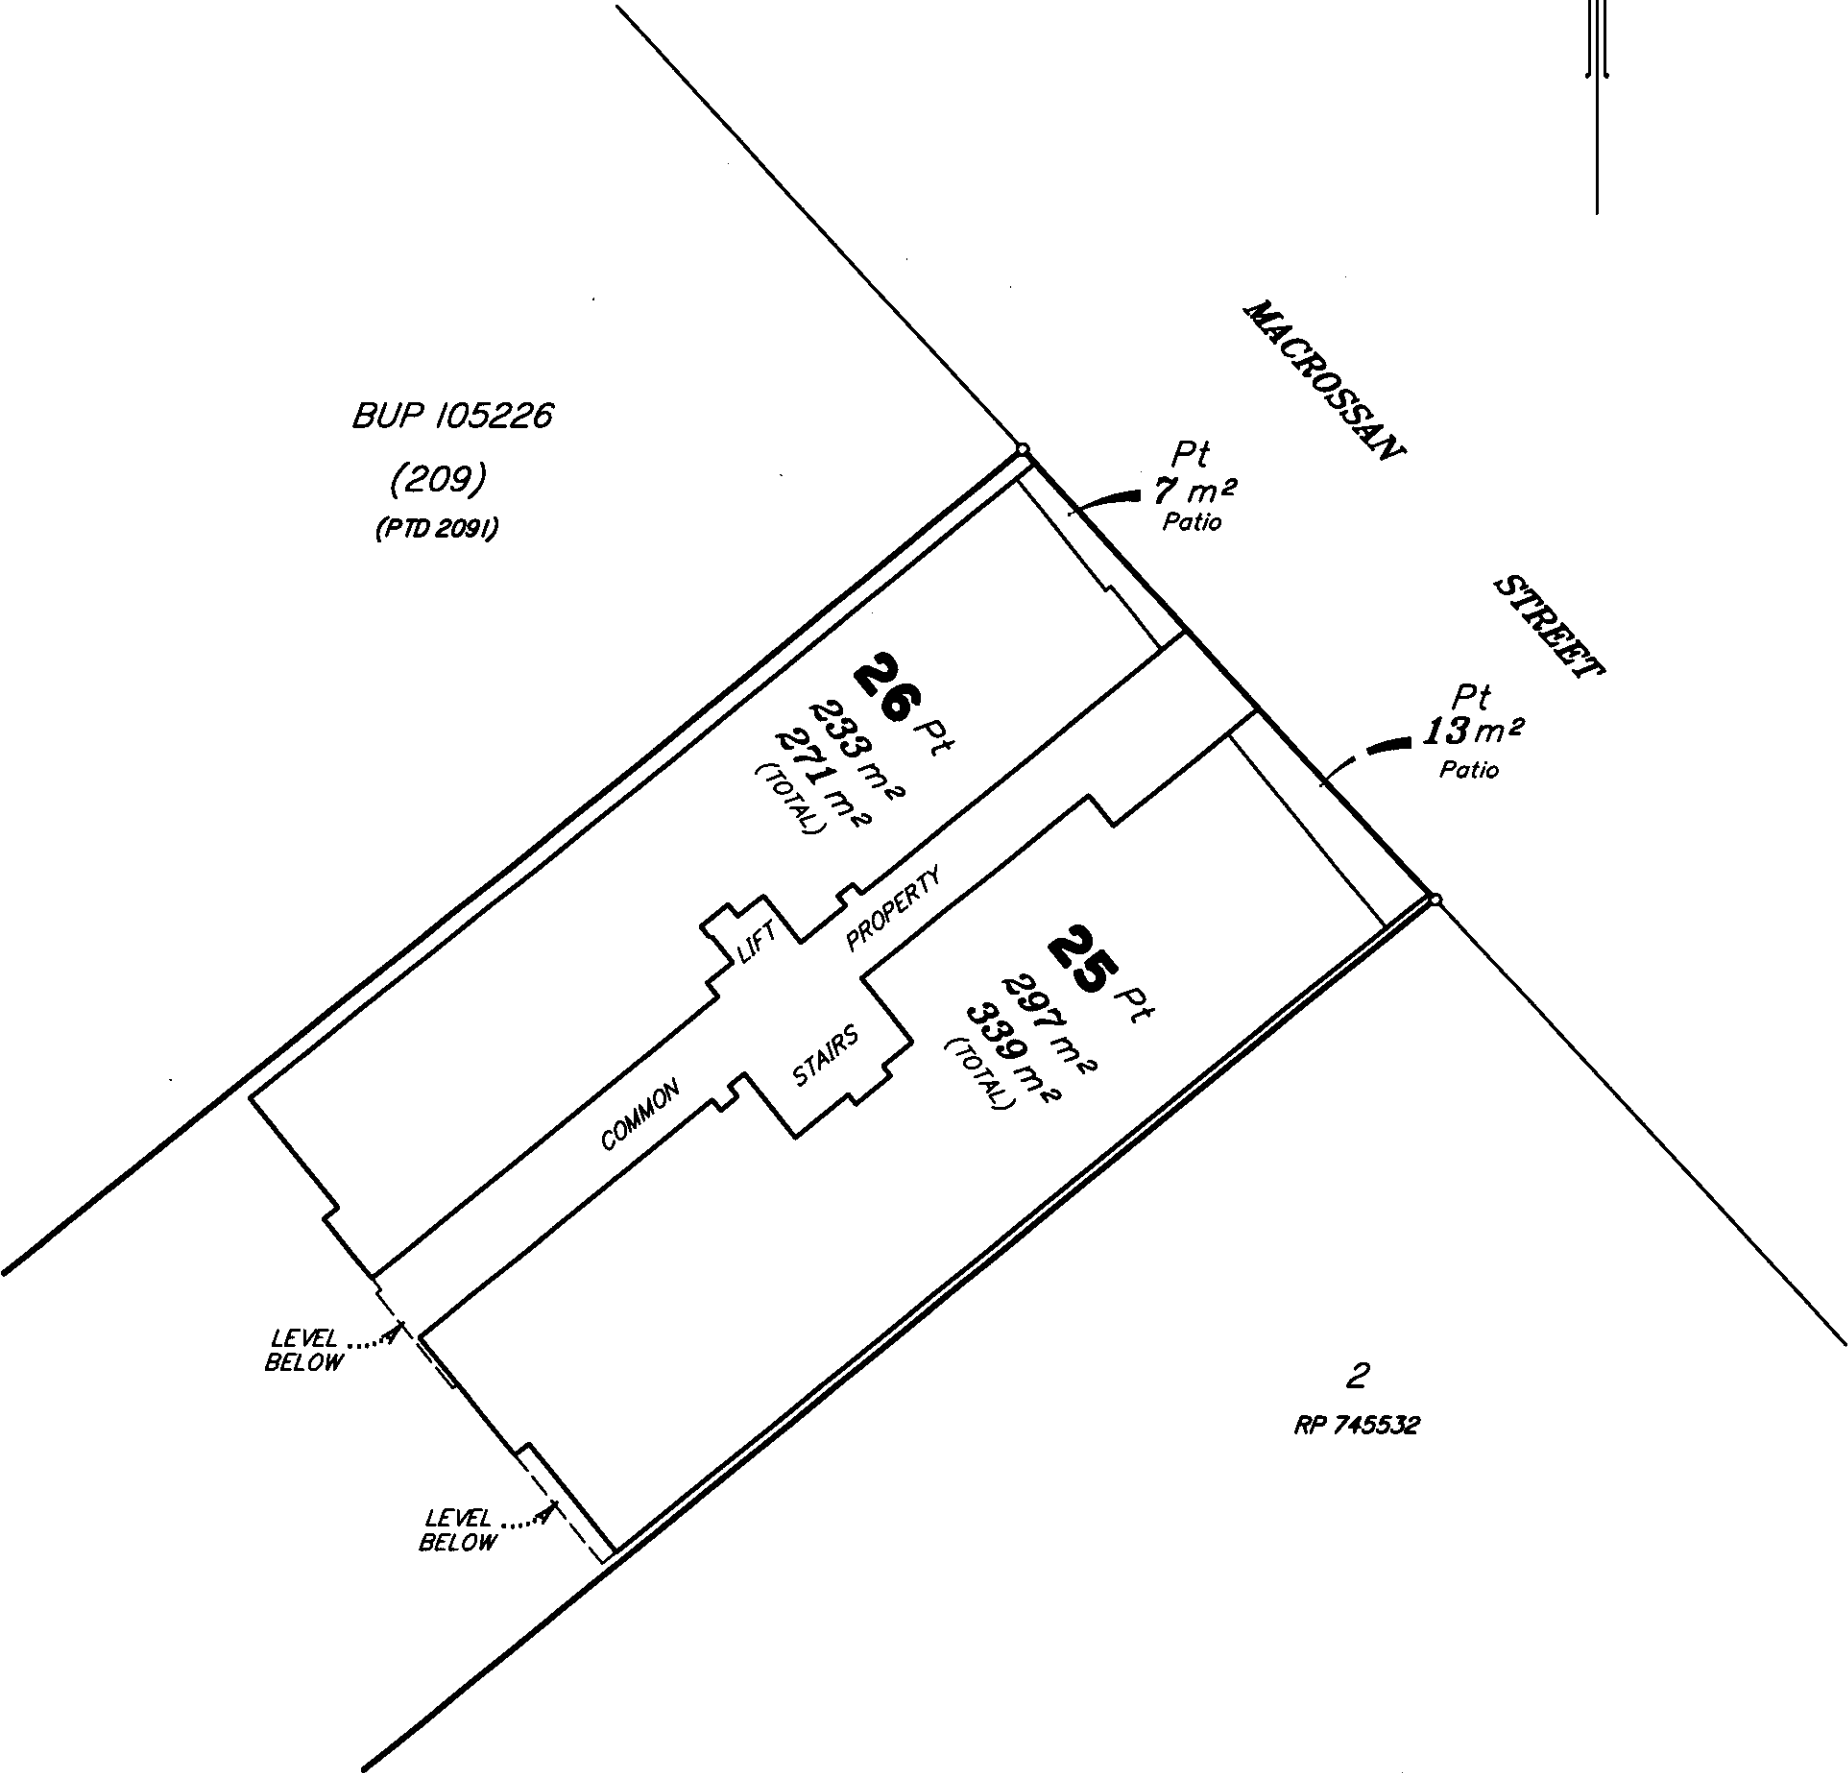 MACROSSAN
STREET
BUP 105226
(209)
(PTD 2091)
Pt
7 m²
Patio
Pt
13 m²
Patio
26 Pt
233 m²
271 m²
(TOTAL)
LIFT
PROPERTY
25 Pt
297 m²
339 m²
(TOTAL)
STAIRS
COMMON
LEVEL
BELOW
LEVEL
BELOW
2
RP 745532